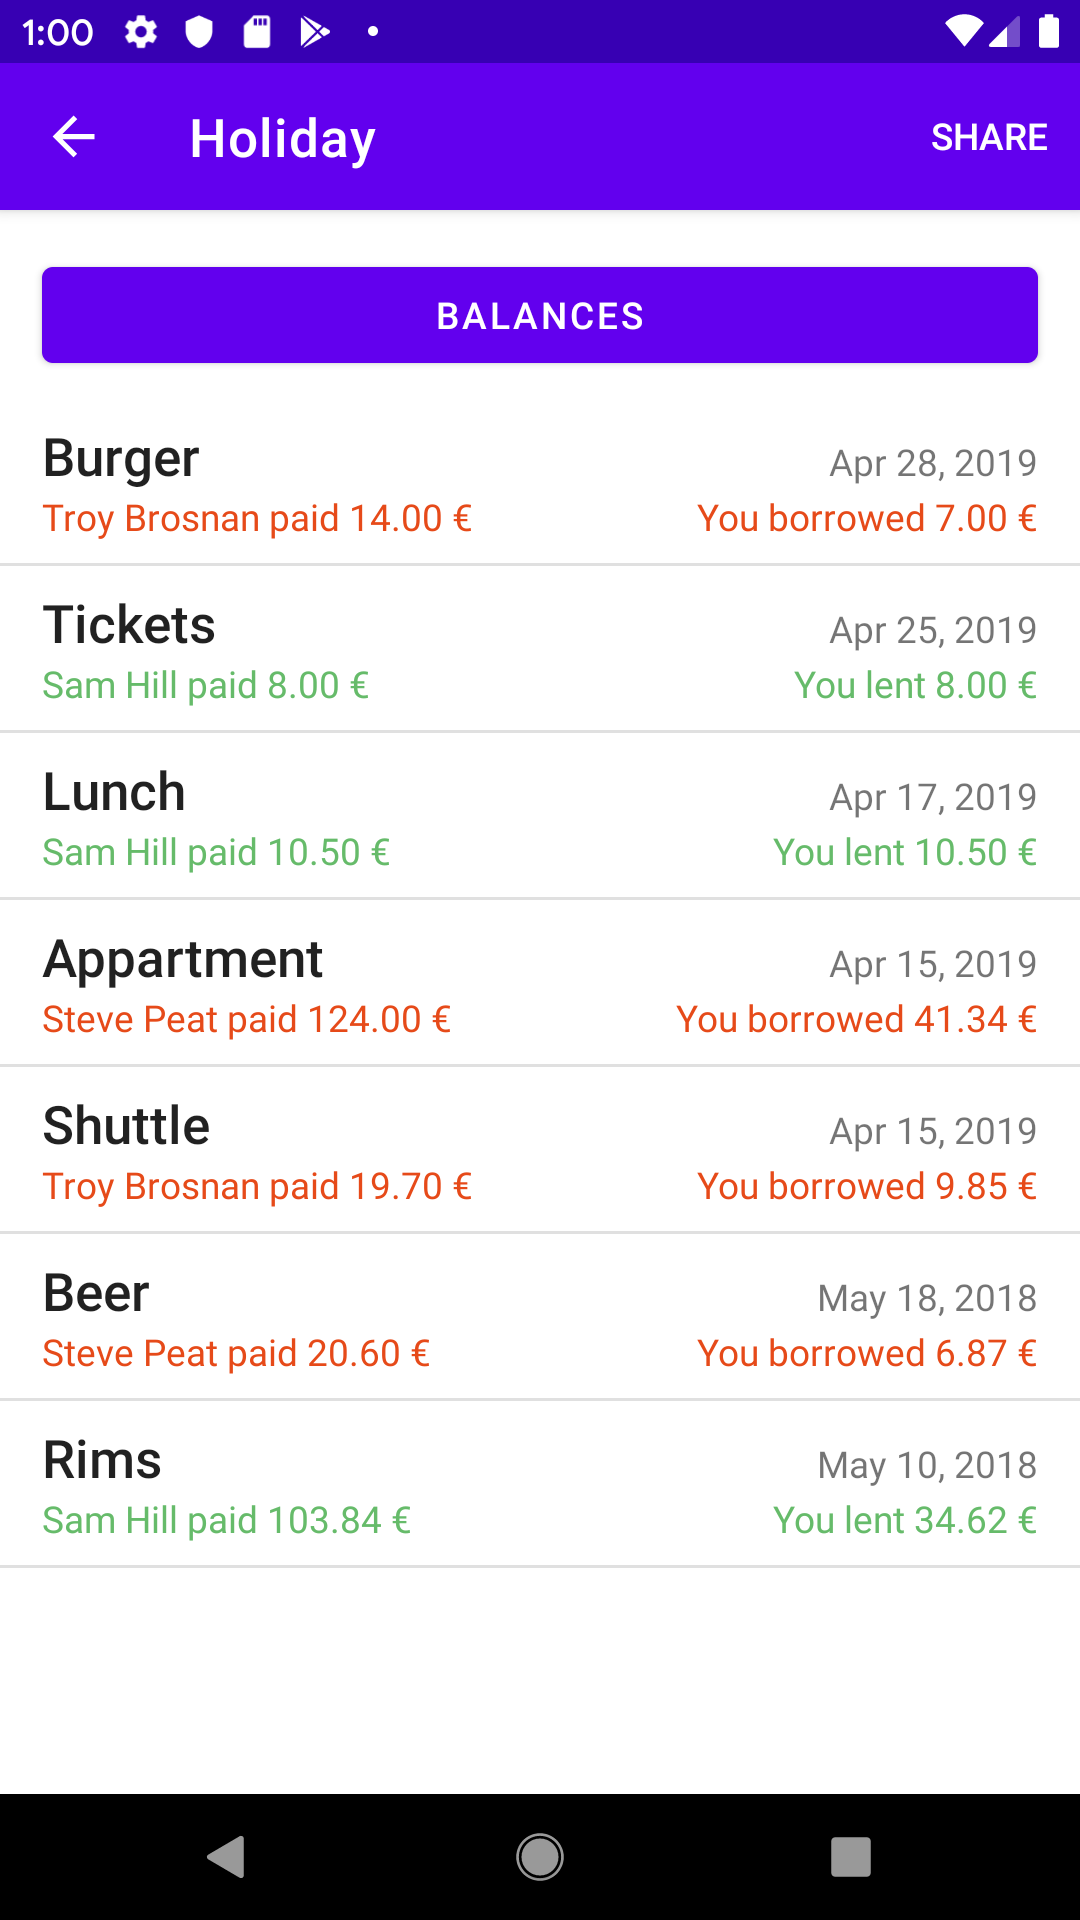 1:00
Holiday
SHARE
BALANCES
Burger
Apr 28, 2019
Troy Brosnan paid 14.00 €
You borrowed 7.00 €
Tickets
Apr 25, 2019
Sam Hill paid 8.00 €
You lent 8.00 €
Lunch
Apr 17, 2019
Sam Hill paid 10.50 €
You lent 10.50 €
Appartment
Apr 15, 2019
Steve Peat paid 124.00 €
You borrowed 41.34 €
Shuttle
Apr 15, 2019
Troy Brosnan paid 19.70 €
You borrowed 9.85 €
Beer
May 18, 2018
Steve Peat paid 20.60 €
You borrowed 6.87 €
Rims
May 10, 2018
Sam Hill paid 103.84 €
You lent 34.62 €